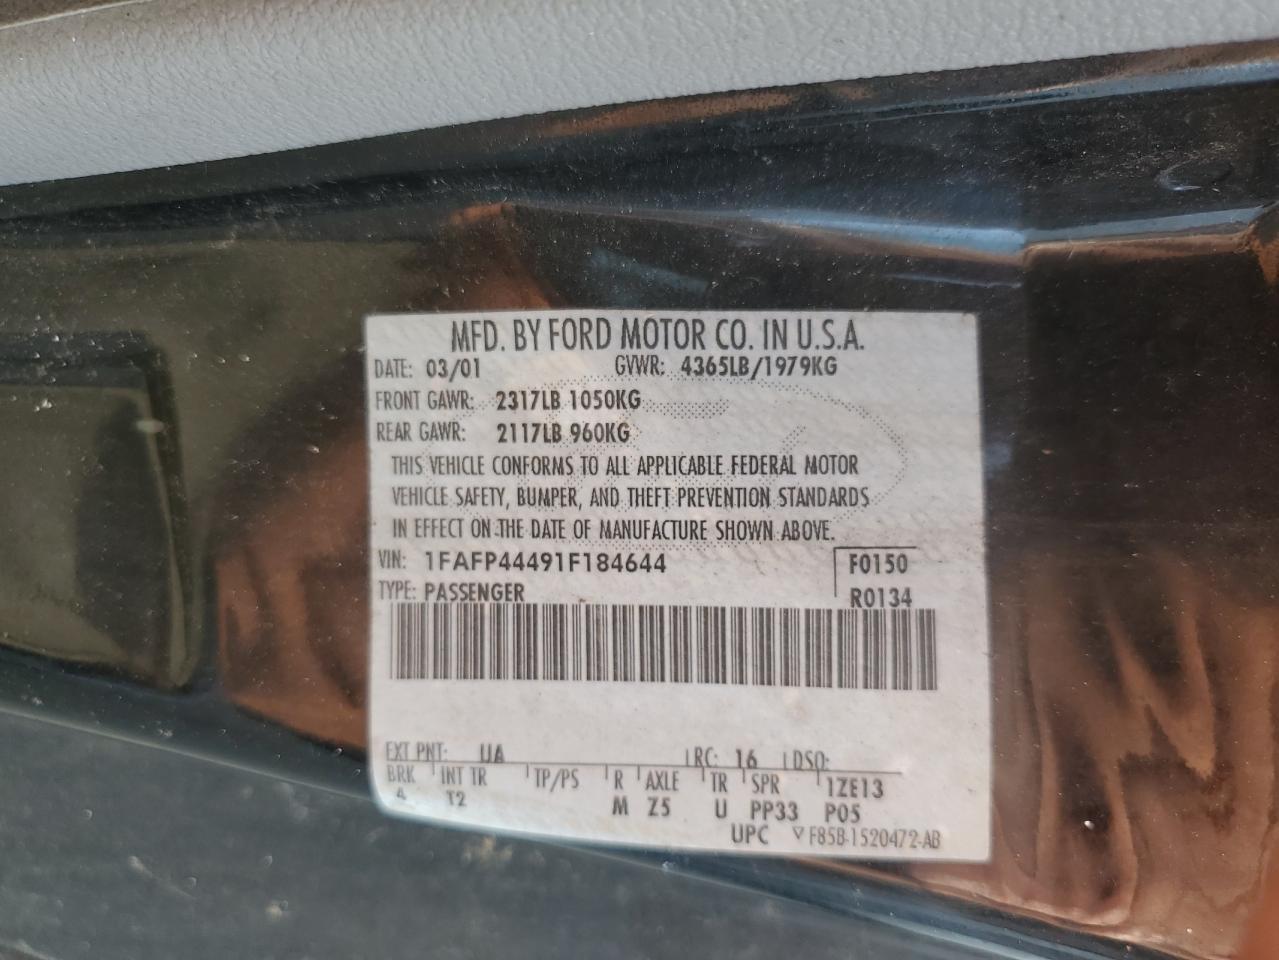 MFD. BY FORD MOTOR CO. IN U.S.A.
DATE: 03/01 GVWR: 4365LB/1979KG
FRONT GAWR: 2317LB 1050KG
REAR GAWR: 2117LB 960KG
THIS VEHICLE CONFORMS TO ALL APPLICABLE FEDERAL MOTOR
VEHICLE SAFETY, BUMPER, AND THEFT PREVENTION STANDARDS
IN EFFECT ON THE DATE OF MANUFACTURE SHOWN ABOVE.
VIN: 1FAFP44491F184644 F0150
TYPE: PASSENGER R0134
EXT PNT: UA RC: 16 DSO:
BRK INT TR TP/PS R AXLE TR SPR 1ZE13
4 T2 M Z5 U PP33 P05
UPC F85B-1520472-AB